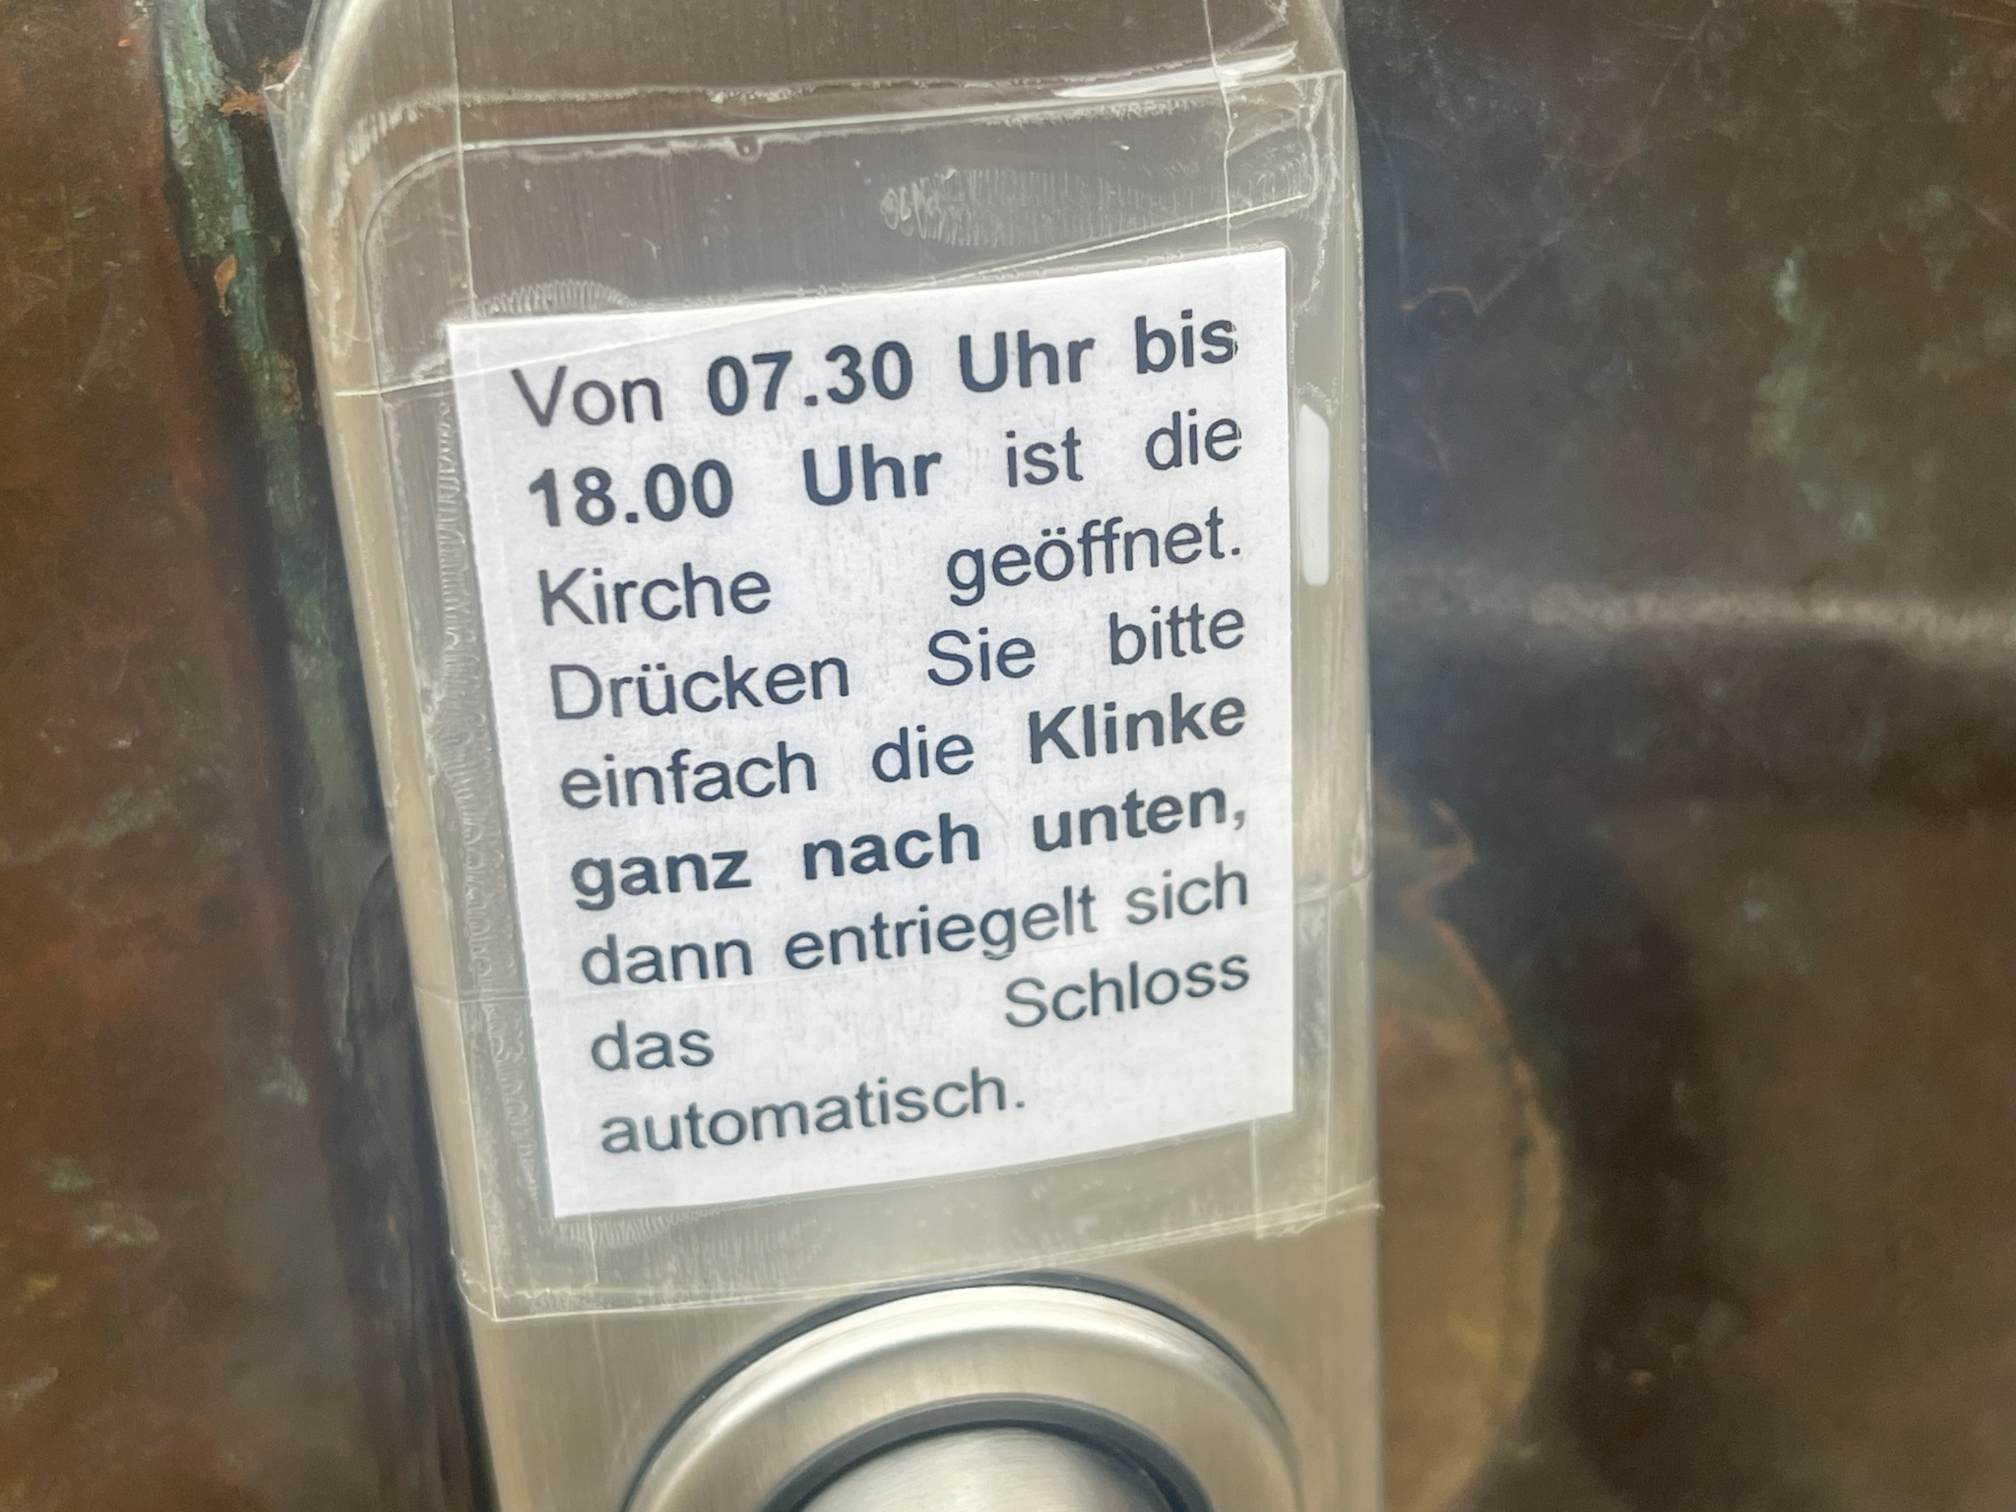 Von 07.30 Uhr bis
18.00 Uhr ist die
Kirche geöffnet.
Drücken Sie bitte
einfach die Klinke
ganz nach unten,
dann entriegelt sich
das Schloss
automatisch.